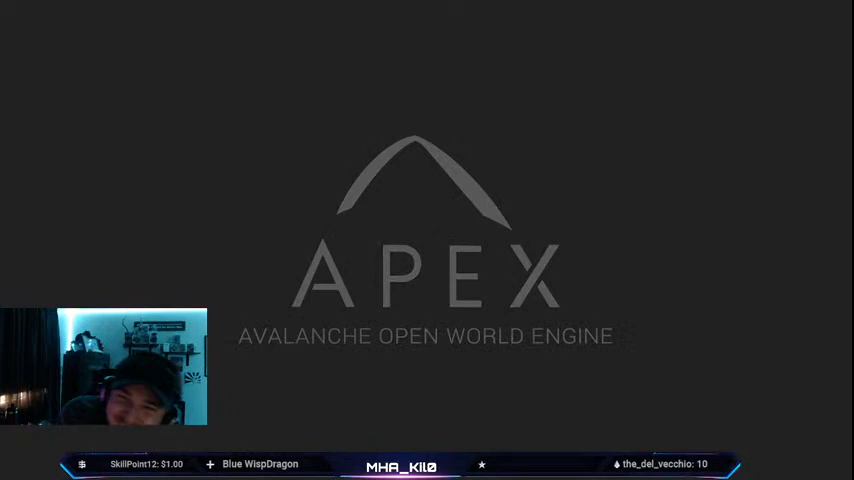 APEX
AVALANCHE OPEN WORLD ENGINE
SkillPoint12: $1.00
Blue WispDragon
MHA_Kil0
the_del_vecchio: 10